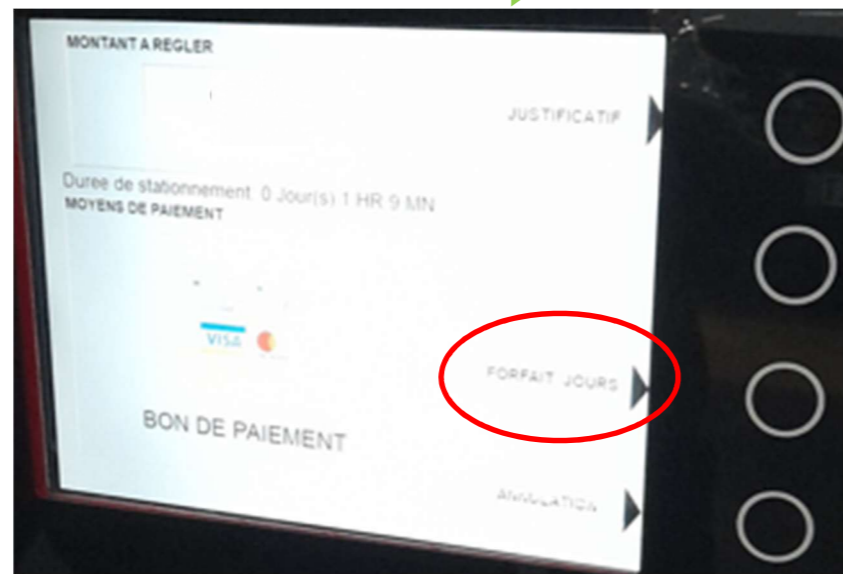 MONTANT A REGLER
JUSTIFICATIF
Duree de stationnement 0 Jour(s) 1 HR 9 MN
MOYENS DE PAIEMENT
VISA
FORFAIT JOURS
BON DE PAIEMENT
ANNULATION